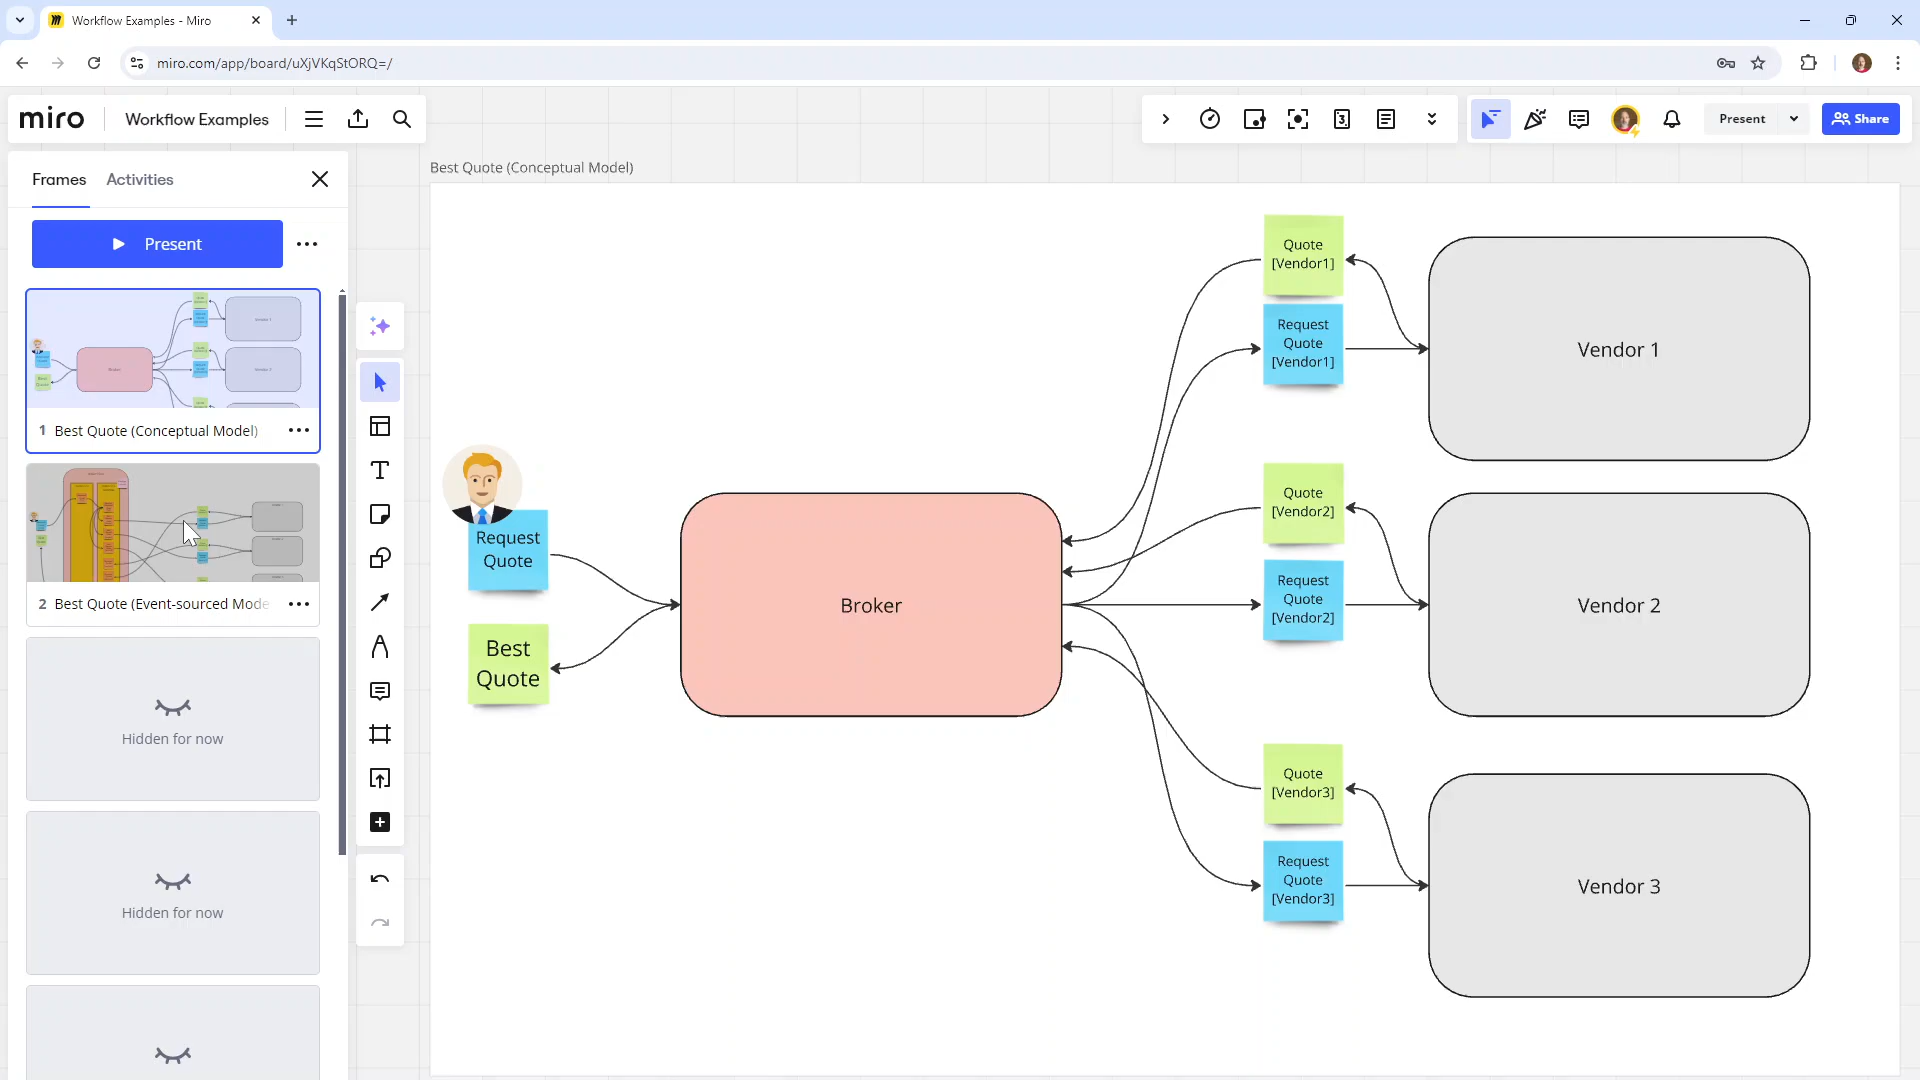 Workflow Examples - Miro
miro.com/app/board/uXjVKqStORQ=/
miro
Workflow Examples
3
Present
Share
Frames
Activities
Present
1 Best Quote (Conceptual Model)
2 Best Quote (Event-sourced Mode
Hidden for now
Hidden for now
Best Quote (Conceptual Model)
Request
Quote
Best
Quote
Broker
Quote
[Vendor1]
Request
Quote
[Vendor1]
Vendor 1
Quote
[Vendor2]
Request
Quote
[Vendor2]
Vendor 2
Quote
[Vendor3]
Request
Quote
[Vendor3]
Vendor 3